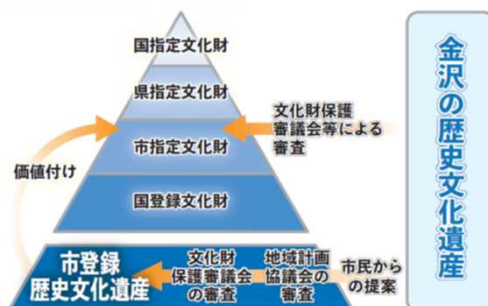 国指定文化財
県指定文化財
市指定文化財
国登録文化財
文化財保護
審議会等による
審査
価値付け
市登録
歴史文化遺産
文化財
保護審議会
の審査
地域計画
協議会の
審査
市民から
の提案
金沢の歴史文化遺産